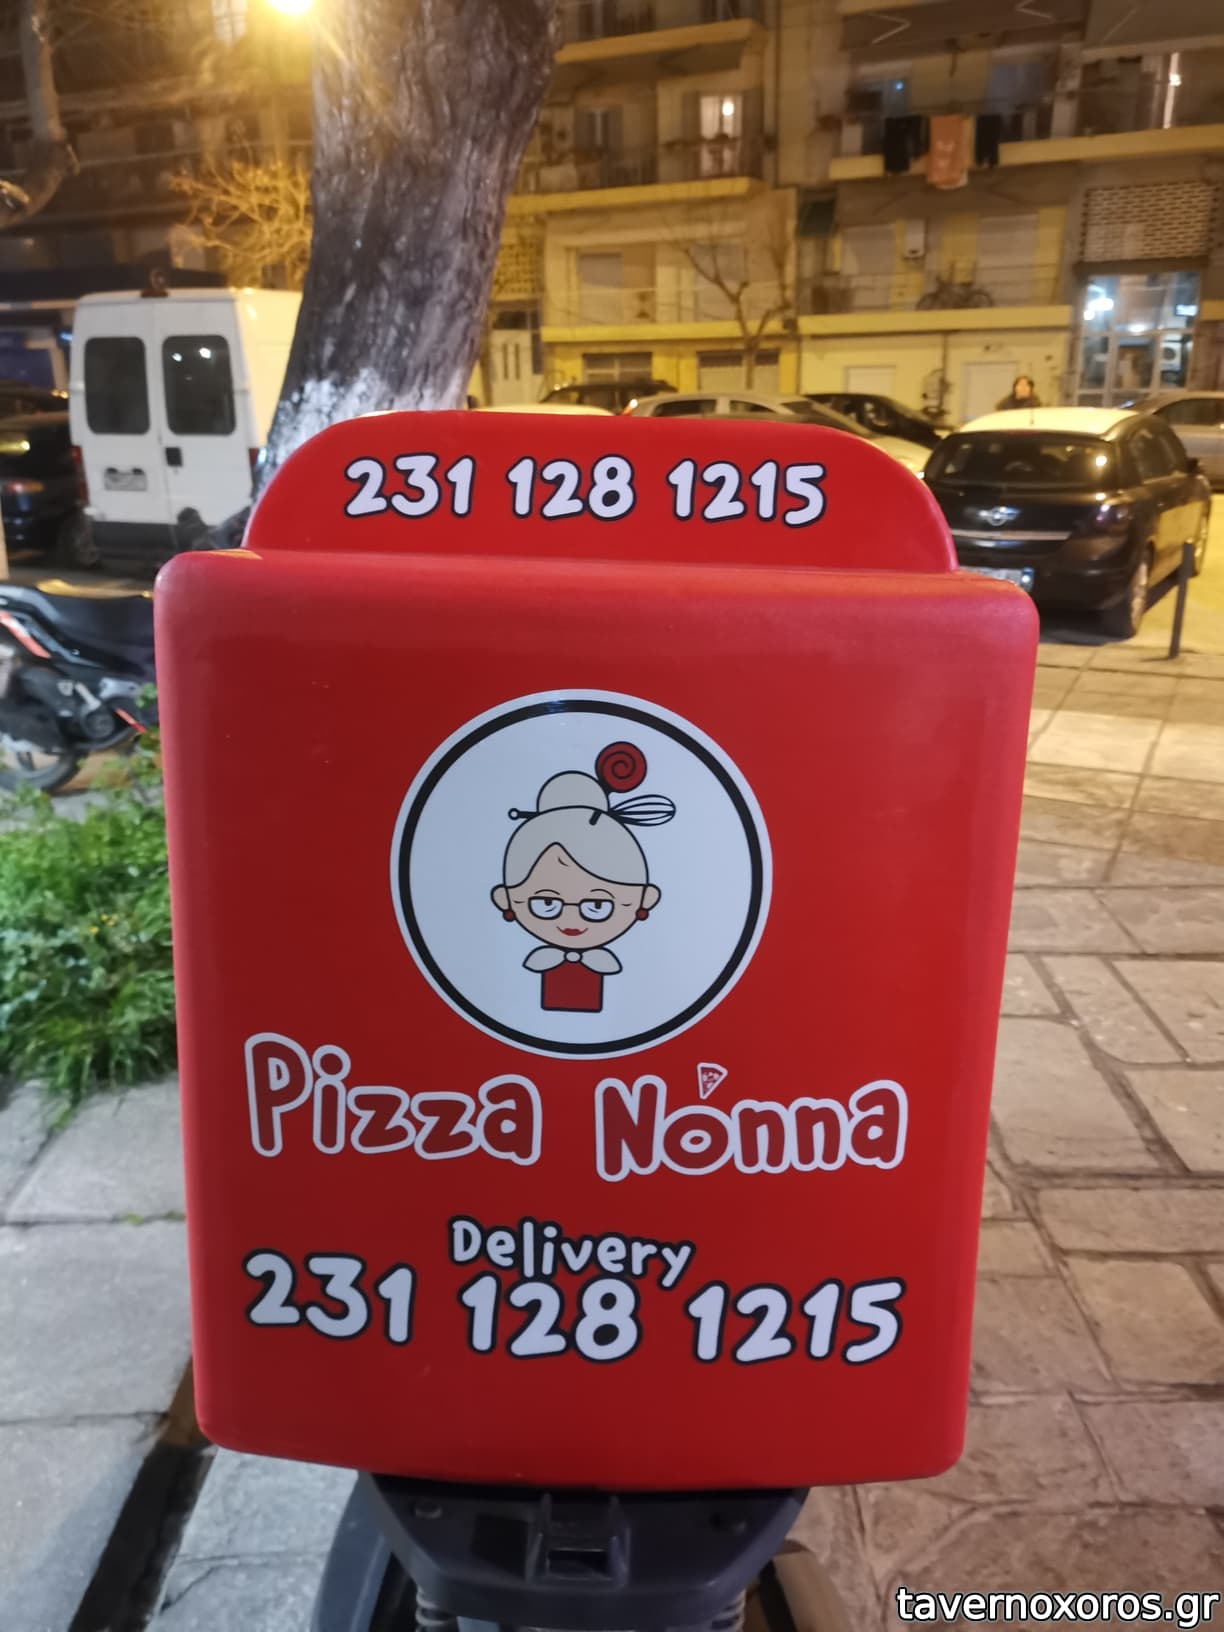 231 128 1215
Pizza Nonna
Delivery
231 128 1215
tavernoxoros.gr